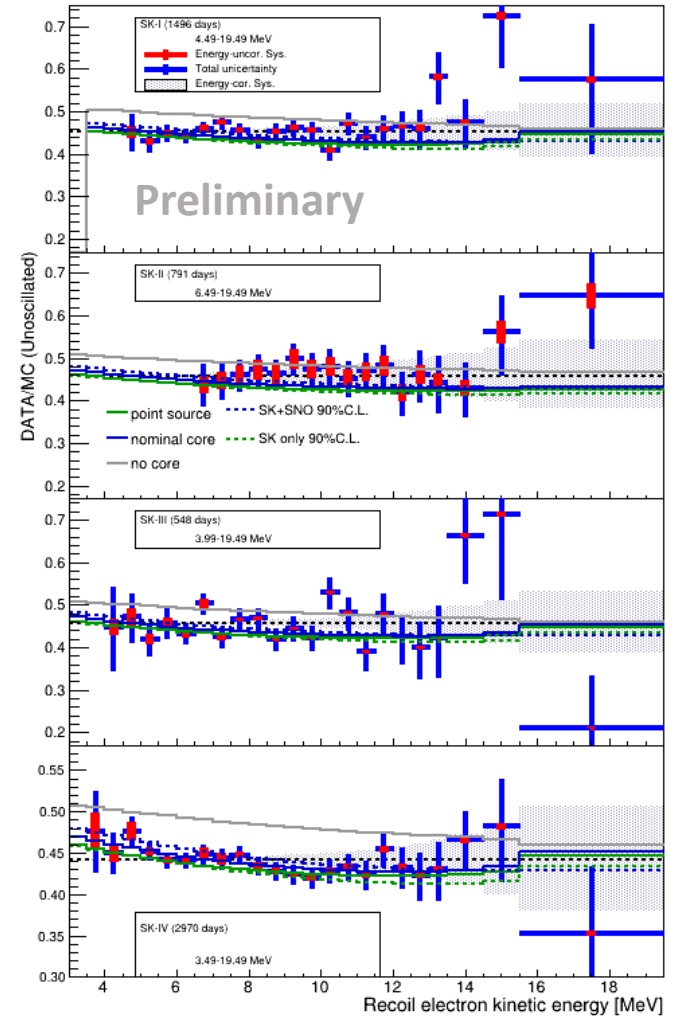 0.7
SK-I (1496 days)
4.49-19.49 MeV
Energy-uncor. Sys.
Total unicertainty
Energy-cor. Sys.
0.6
0.5
0.4
0.3
0.2
Preliminary
0.7
SK-II (791 days)
6.49-19.49 MeV
0.6
0.5
0.4
0.3
0.2
point source
SK+SNO 90%C.L.
nominal core
SK only 90%C.L.
no core
DATA/MC (Unoscillated)
0.7
SK-III (548 days)
3.99-19.49 MeV
0.6
0.5
0.4
0.3
0.2
0.55
0.50
0.45
0.40
0.35
0.30
SK-IV (2970 days)
3.49-19.49 MeV
4 6 8 10 12 14 16 18
Recoil electron kinetic energy [MeV]